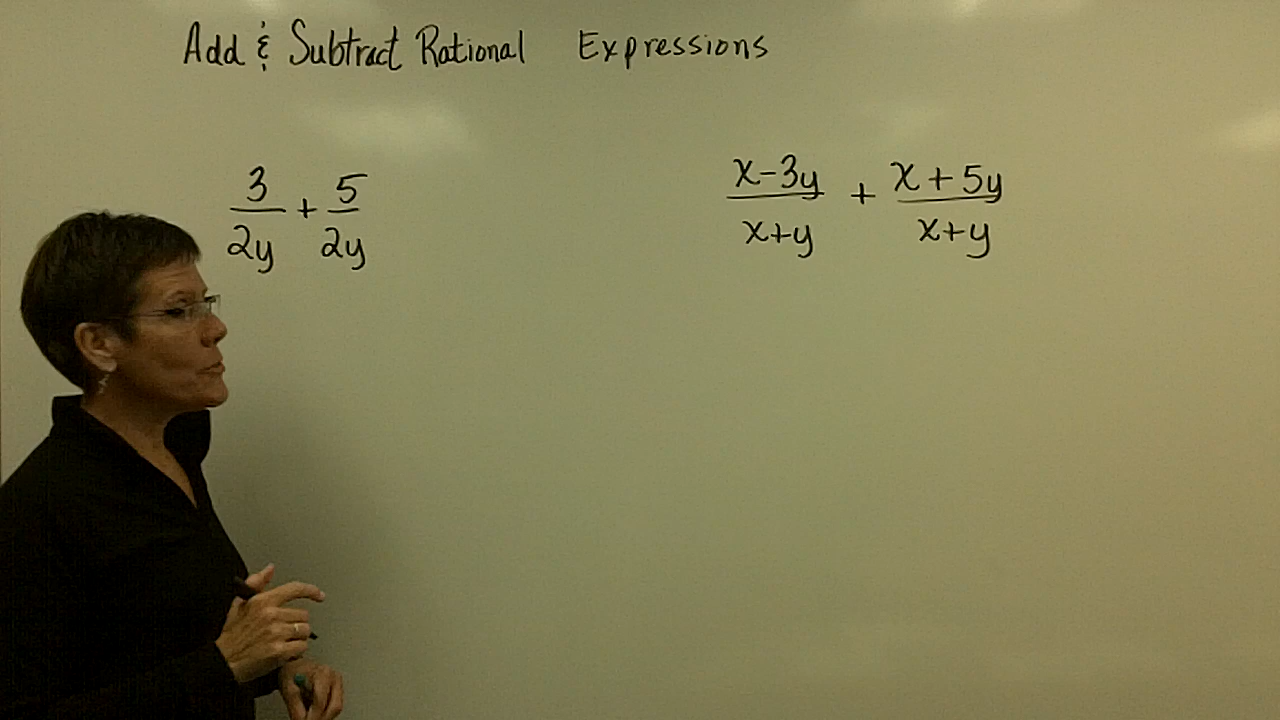 Add & Subtract Rational Expressions
3/2y + 5/2y
x-3y/x+y + x+5y/x+y